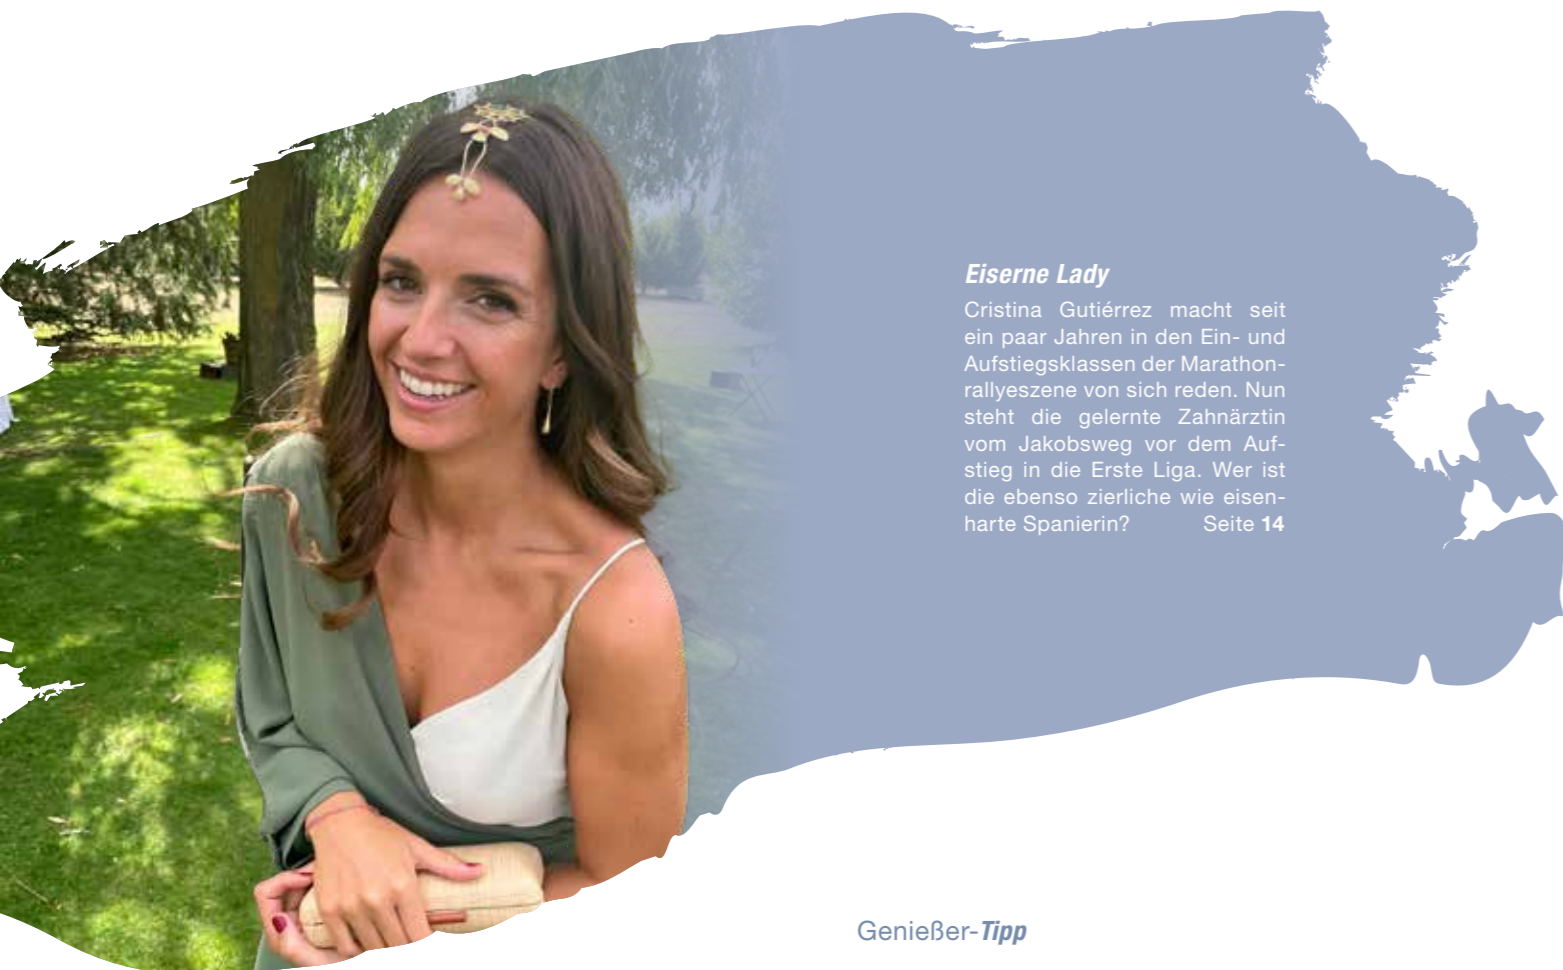 Eiserne Lady
Cristina Gutiérrez macht seit
ein paar Jahren in den Ein- und
Aufstiegsklassen der Marathon-
rallyeszene von sich reden. Nun
steht die gelernte Zahnärztin
vom Jakobsweg vor dem Auf-
stieg in die Erste Liga. Wer ist
die ebenso zierliche wie eisen-
harte Spanierin? Seite 14
Genießer-Tipp